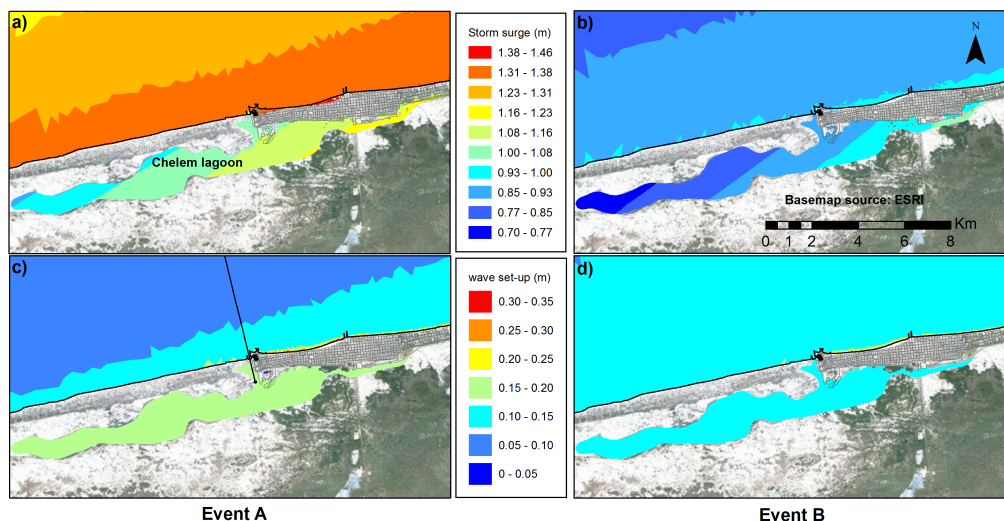 a)
Chelem lagoon
Storm surge (m)
1.38 - 1.46
1.31 - 1.38
1.23 - 1.31
1.16 - 1.23
1.08 - 1.16
1.00 - 1.08
0.93 - 1.00
0.85 - 0.93
0.77 - 0.85
0.70 - 0.77
b)
N
Basemap source: ESRI
Km
0 1 2 4 6 8
c)
wave set-up (m)
0.30 - 0.35
0.25 - 0.30
0.20 - 0.25
0.15 - 0.20
0.10 - 0.15
0.05 - 0.10
0 - 0.05
d)
Event A
Event B